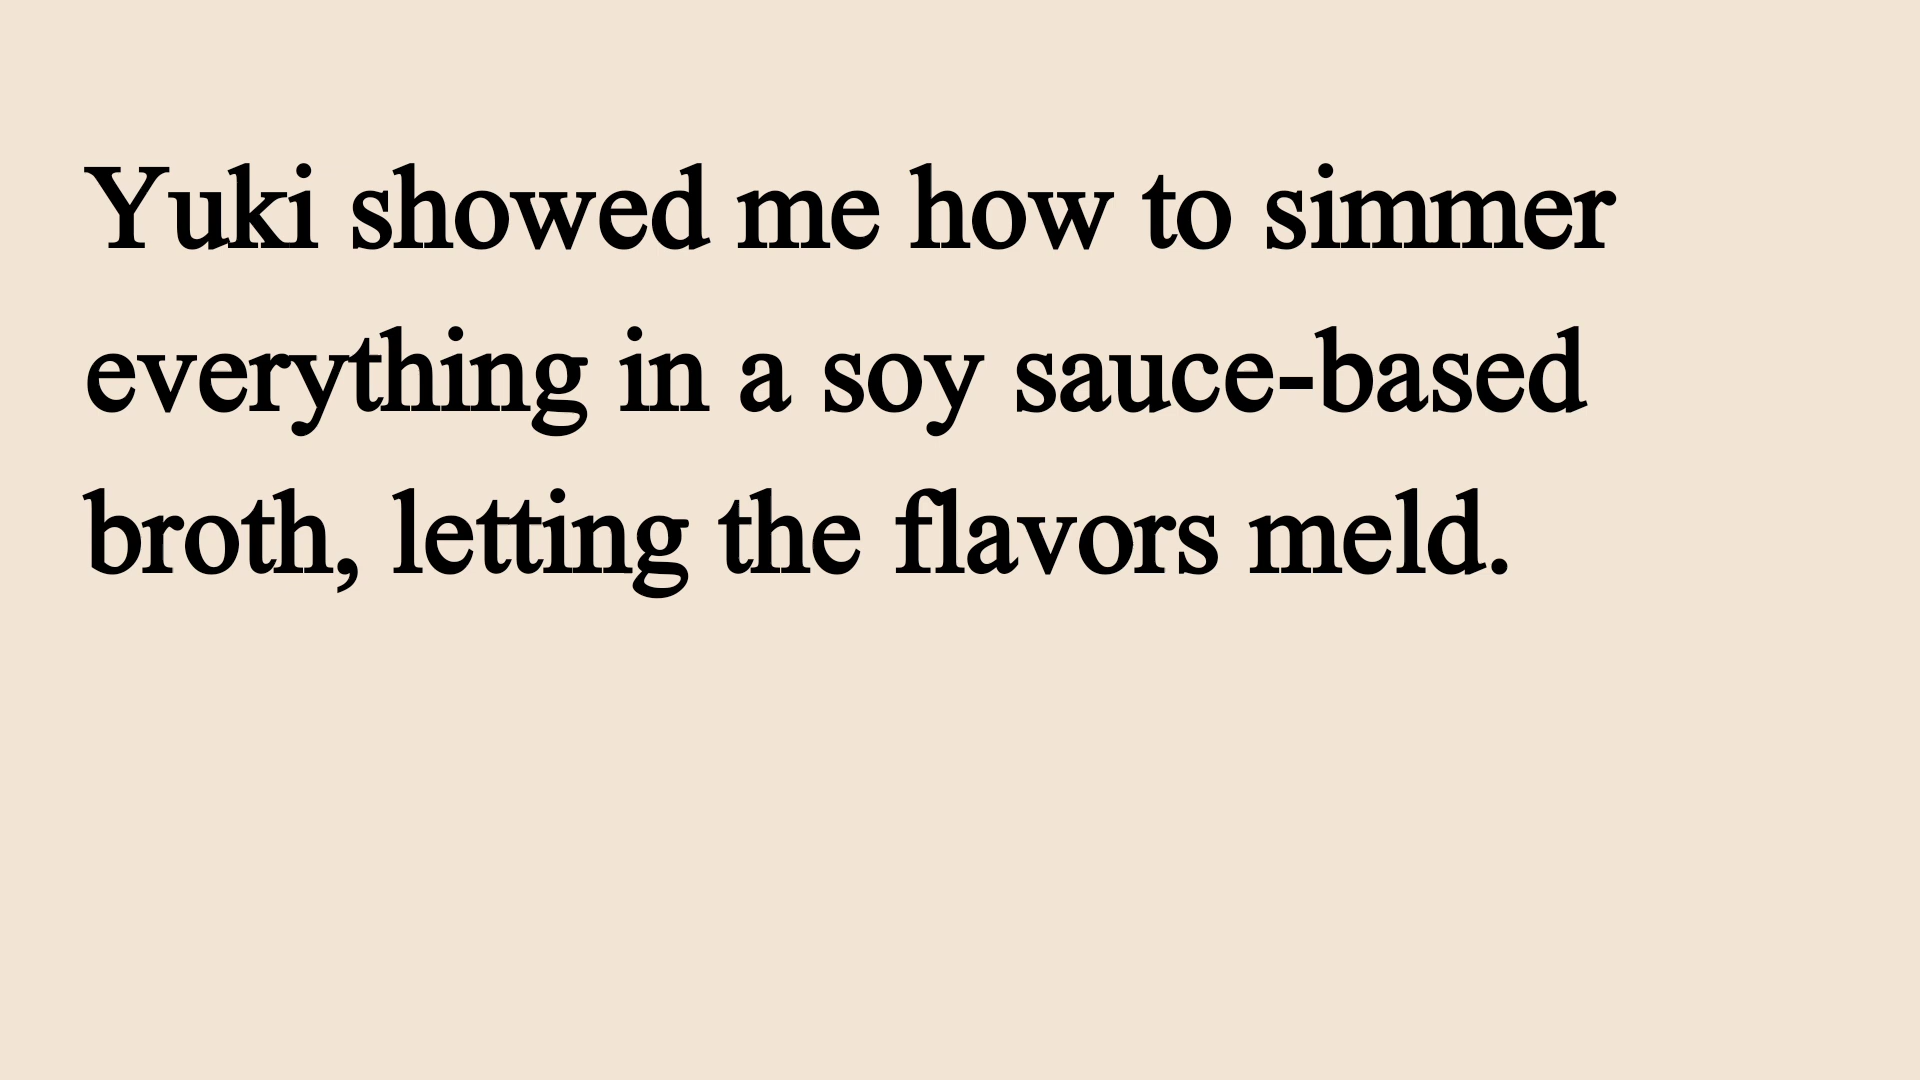 Yuki showed me how to simmer
everything in a soy sauce-based
broth, letting the flavors meld.